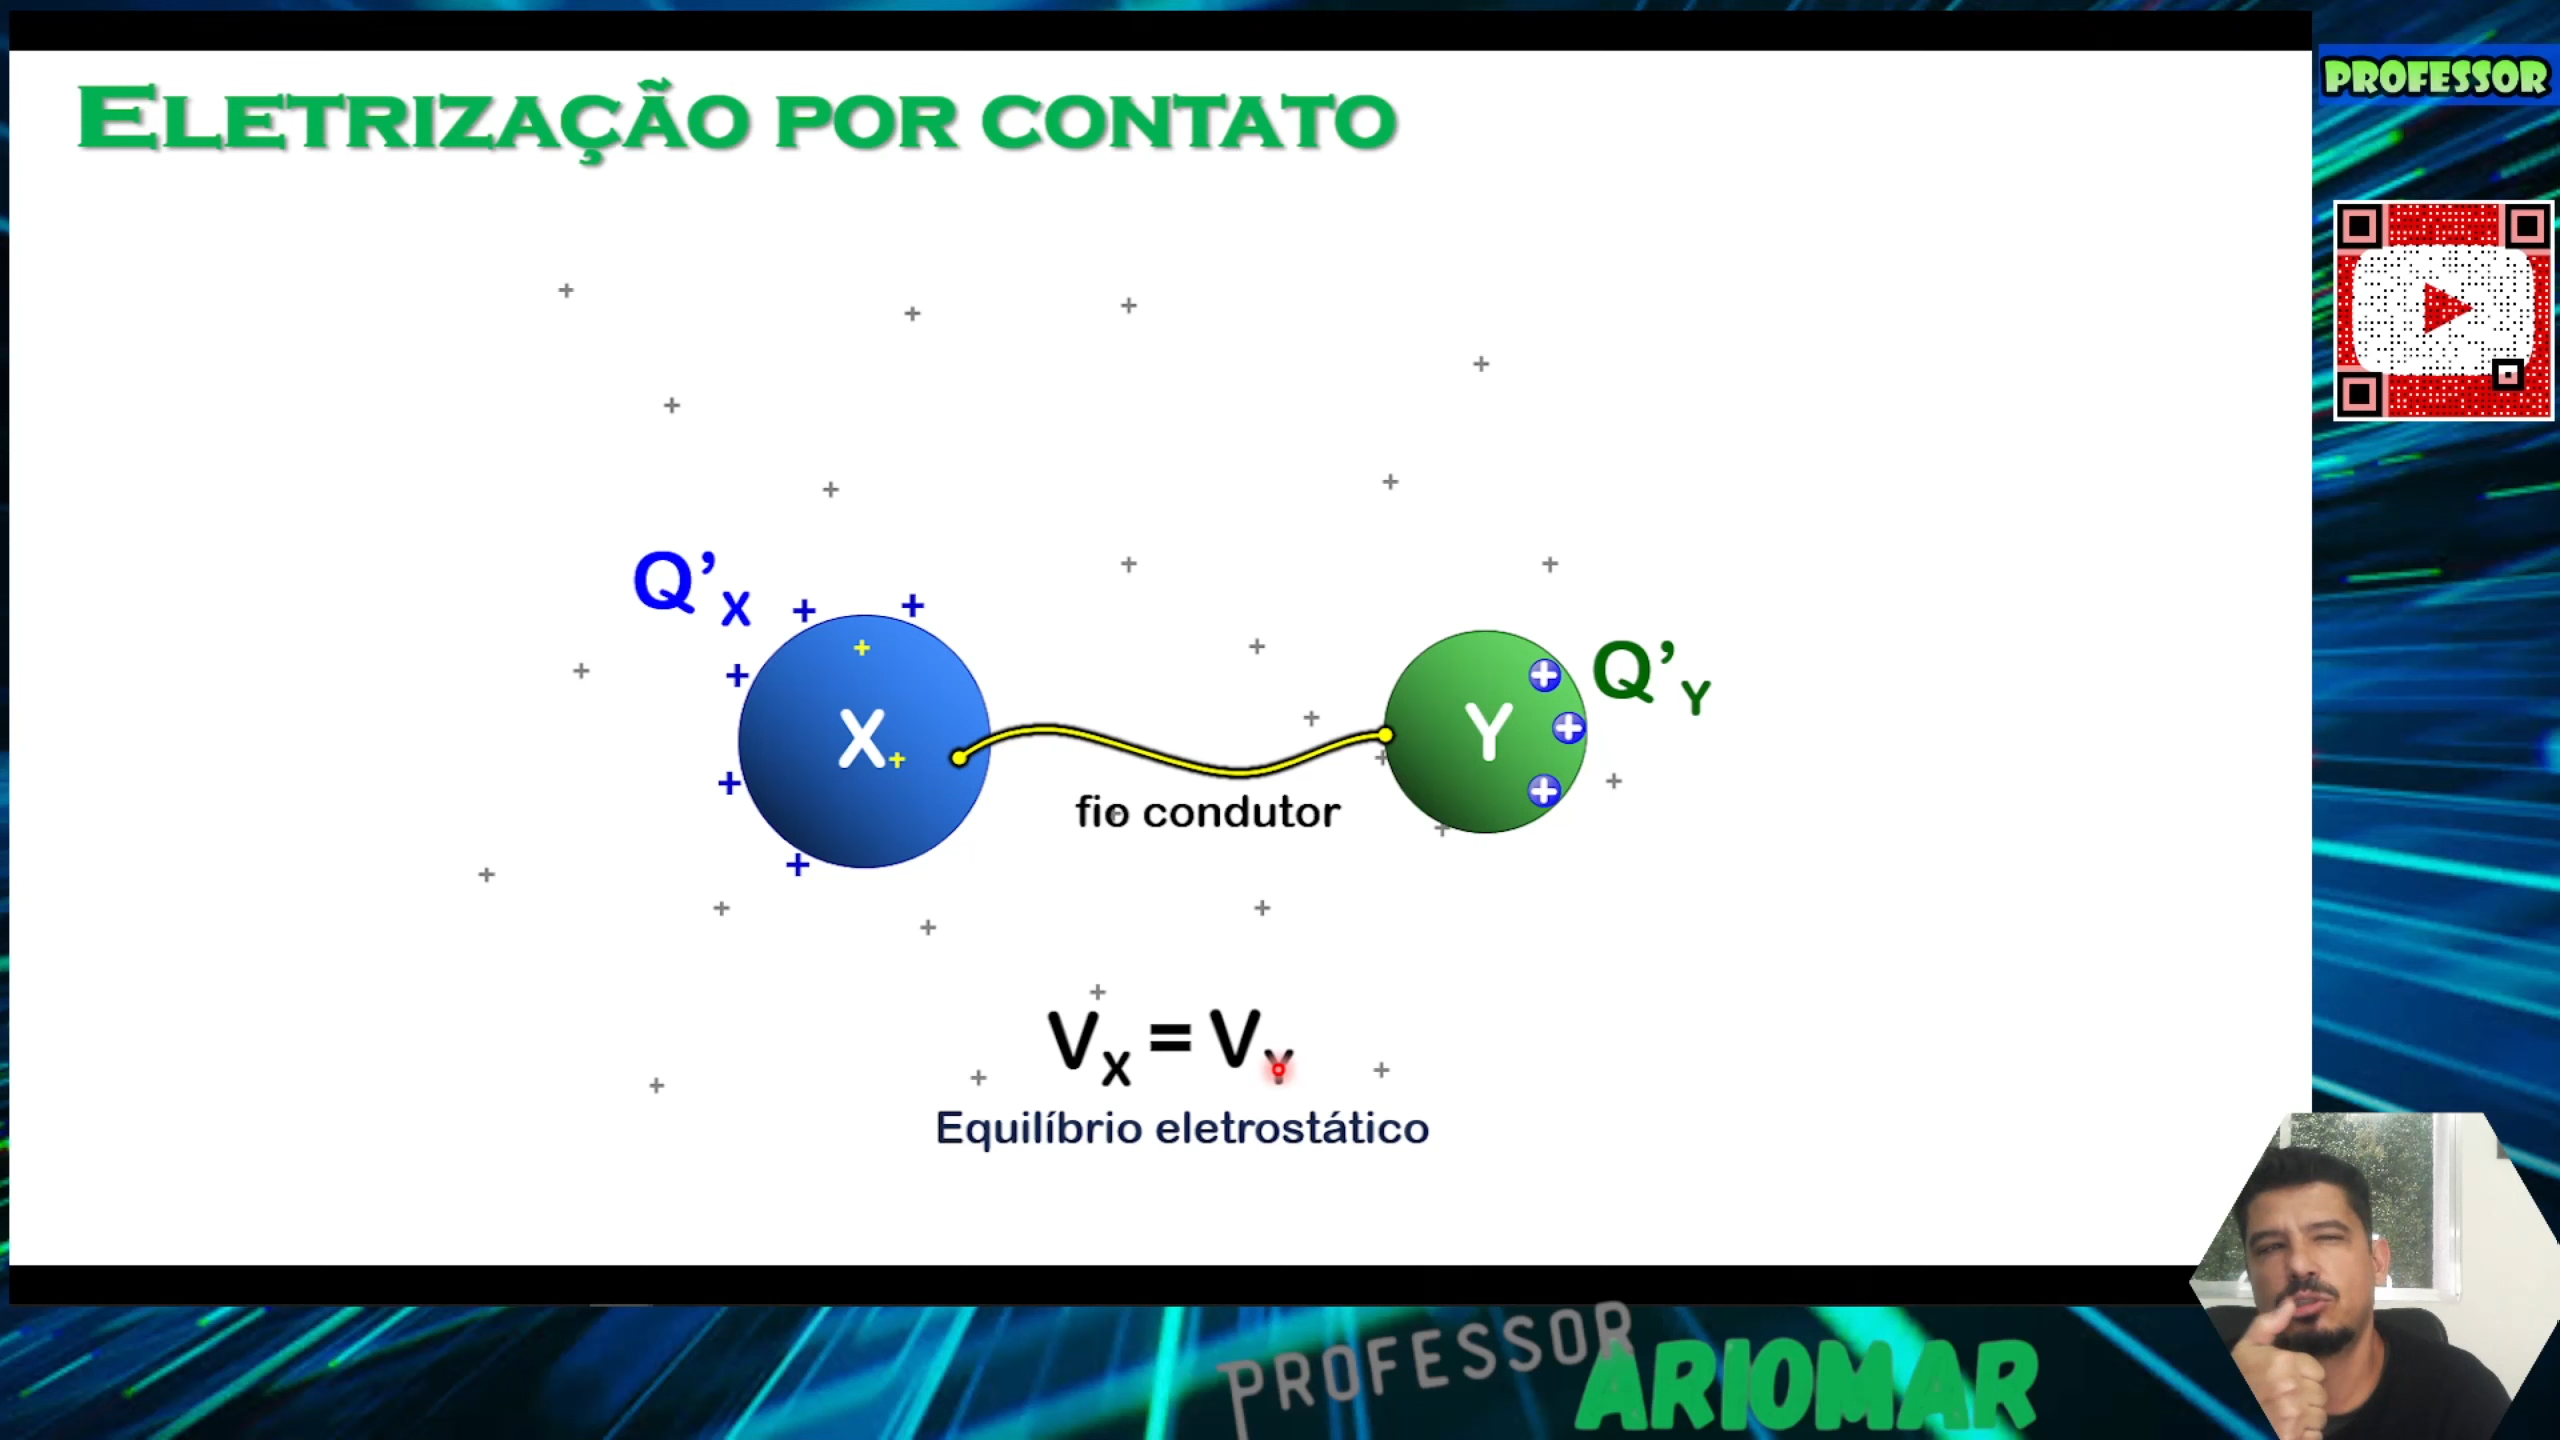 PROFESSOR
ELETRIZAÇÃO POR CONTATO
Q'X
Q'Y
X
Y
fio condutor
VX = VY
Equilíbrio eletrostático
PROFESSOR
ARIOMAR